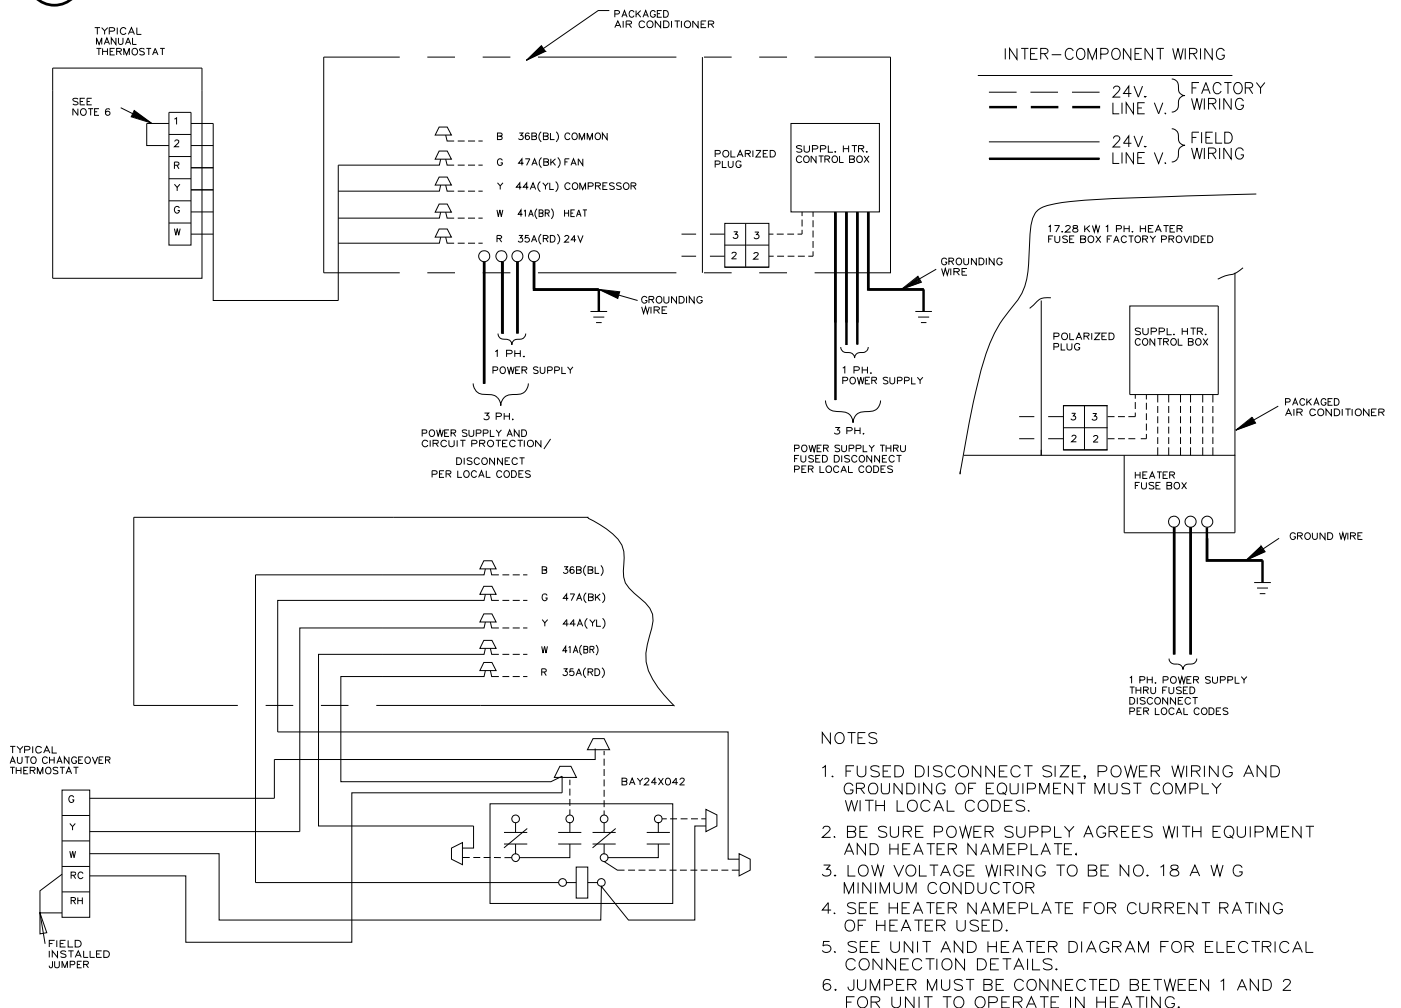 PACKAGED
AIR CONDITIONER
TYPICAL
MANUAL
THERMOSTAT
SEE
NOTE 6
1
2
R
Y
G
W
B 36B(BL) COMMON
G 47A(BK) FAN
Y 44A(YL) COMPRESSOR
W 41A(BR) HEAT
R 35A(RD) 24V
POLARIZED
PLUG
SUPPL. HTR.
CONTROL BOX
3 3
2 2
GROUNDING
WIRE
1 PH.
POWER SUPPLY
3 PH.
POWER SUPPLY AND
CIRCUIT PROTECTION/
DISCONNECT
PER LOCAL CODES
GROUNDING
WIRE
1 PH.
POWER SUPPLY
3 PH.
POWER SUPPLY THRU
FUSED DISCONNECT
PER LOCAL CODES
INTER-COMPONENT WIRING
24V.
LINE V.
FACTORY
WIRING
24V.
LINE V.
FIELD
WIRING
17.28 KW 1 PH. HEATER
FUSE BOX FACTORY PROVIDED
POLARIZED
PLUG
SUPPL. HTR.
CONTROL BOX
3 3
2 2
PACKAGED
AIR CONDITIONER
HEATER
FUSE BOX
GROUND WIRE
1 PH. POWER SUPPLY
THRU FUSED
DISCONNECT
PER LOCAL CODES
B 36B(BL)
G 47A(BK)
Y 44A(YL)
W 41A(BR)
R 35A(RD)
TYPICAL
AUTO CHANGEOVER
THERMOSTAT
G
Y
W
RC
RH
FIELD
INSTALLED
JUMPER
BAY24X042
NOTES
1. FUSED DISCONNECT SIZE, POWER WIRING AND
GROUNDING OF EQUIPMENT MUST COMPLY
WITH LOCAL CODES.
2. BE SURE POWER SUPPLY AGREES WITH EQUIPMENT
AND HEATER NAMEPLATE.
3. LOW VOLTAGE WIRING TO BE NO. 18 A W G
MINIMUM CONDUCTOR
4. SEE HEATER NAMEPLATE FOR CURRENT RATING
OF HEATER USED.
5. SEE UNIT AND HEATER DIAGRAM FOR ELECTRICAL
CONNECTION DETAILS.
6. JUMPER MUST BE CONNECTED BETWEEN 1 AND 2
FOR UNIT TO OPERATE IN HEATING.